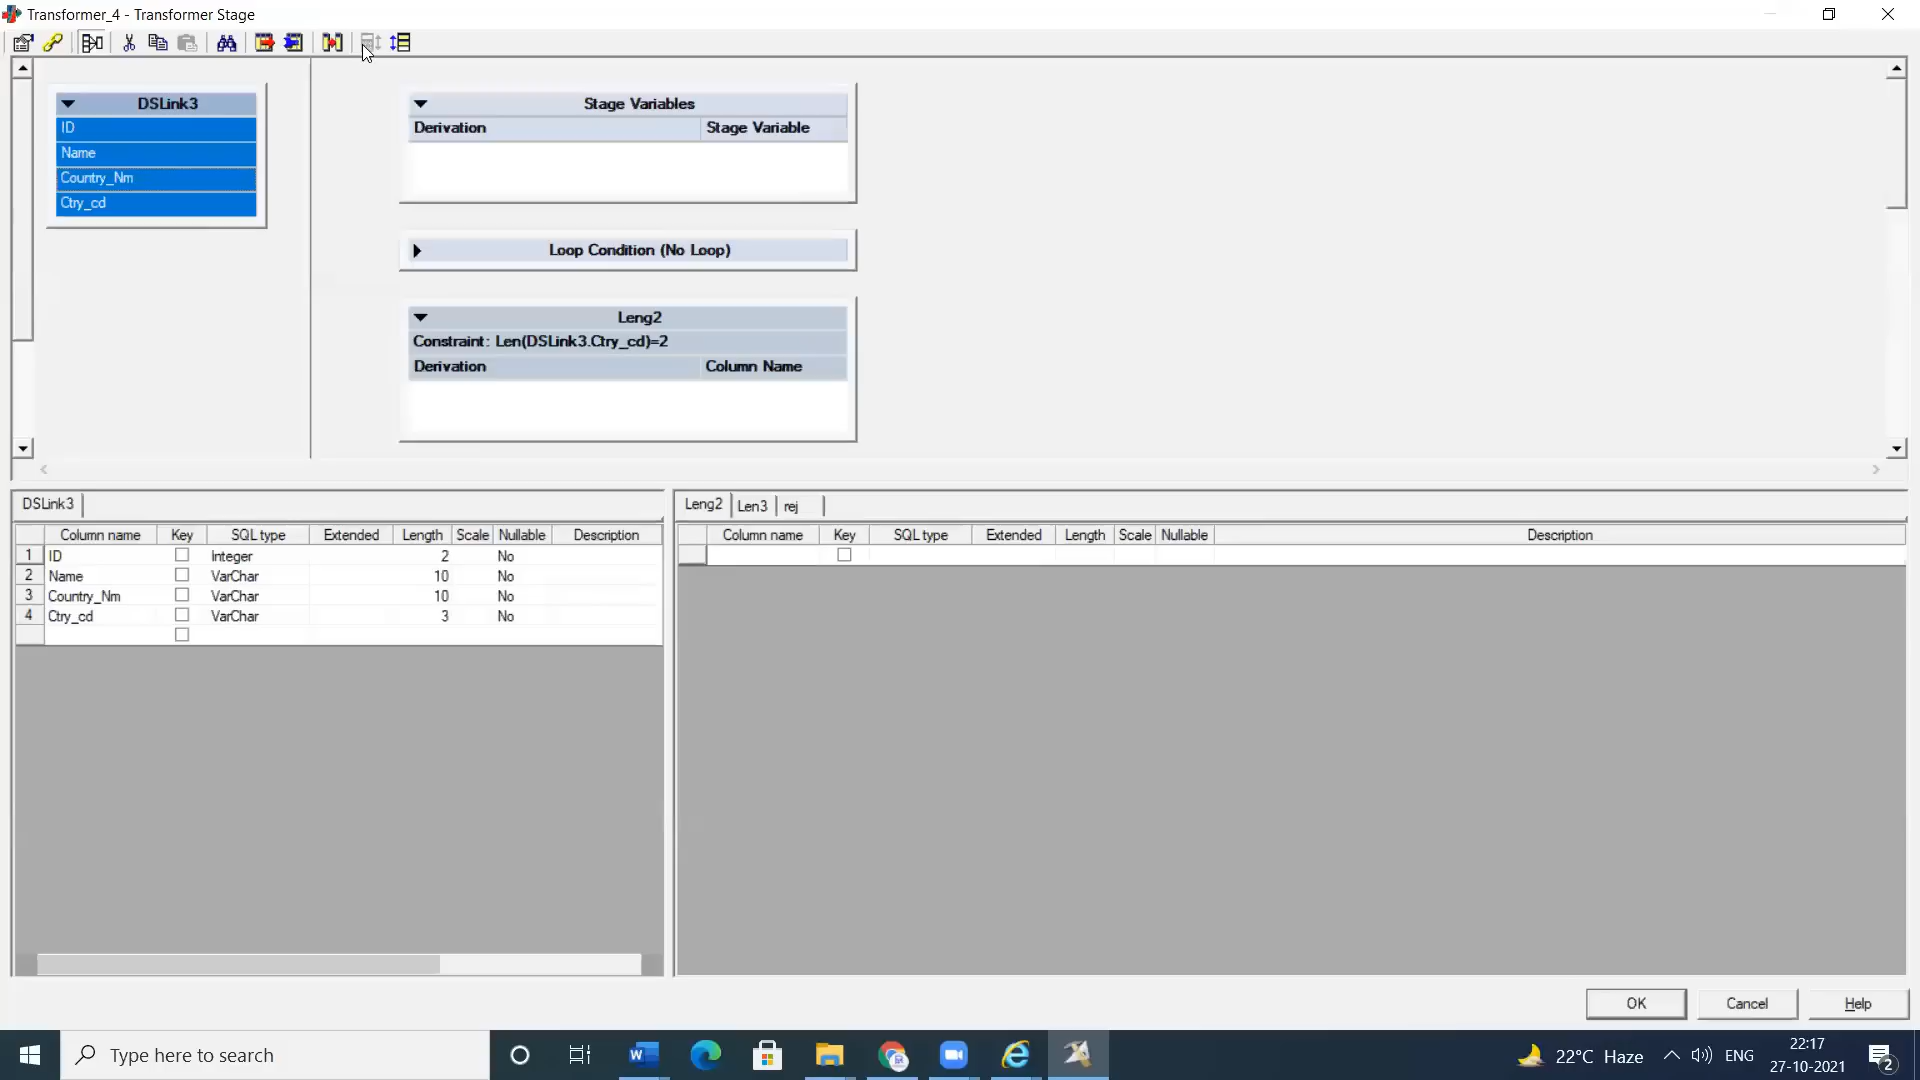 Transformer_4 - Transformer Stage
DSLink3
ID
Name
Country_Nm
Ctry_cd
Stage Variables
Derivation Stage Variable
Loop Condition (No Loop)
Leng2
Constraint: Len(DSLink3.Ctry_cd)=2
Derivation Column Name
DSLink3
Column name Key SQL type Extended Length Scale Nullable Description
1 ID Integer 2 No
2 Name VarChar 10 No
3 Country_Nm VarChar 10 No
4 Ctry_cd VarChar 3 No
Leng2 Len3 rej
Column name Key SQL type Extended Length Scale Nullable Description
OK Cancel Help
Type here to search
22°C Haze
ENG
22:17
27-10-2021
2